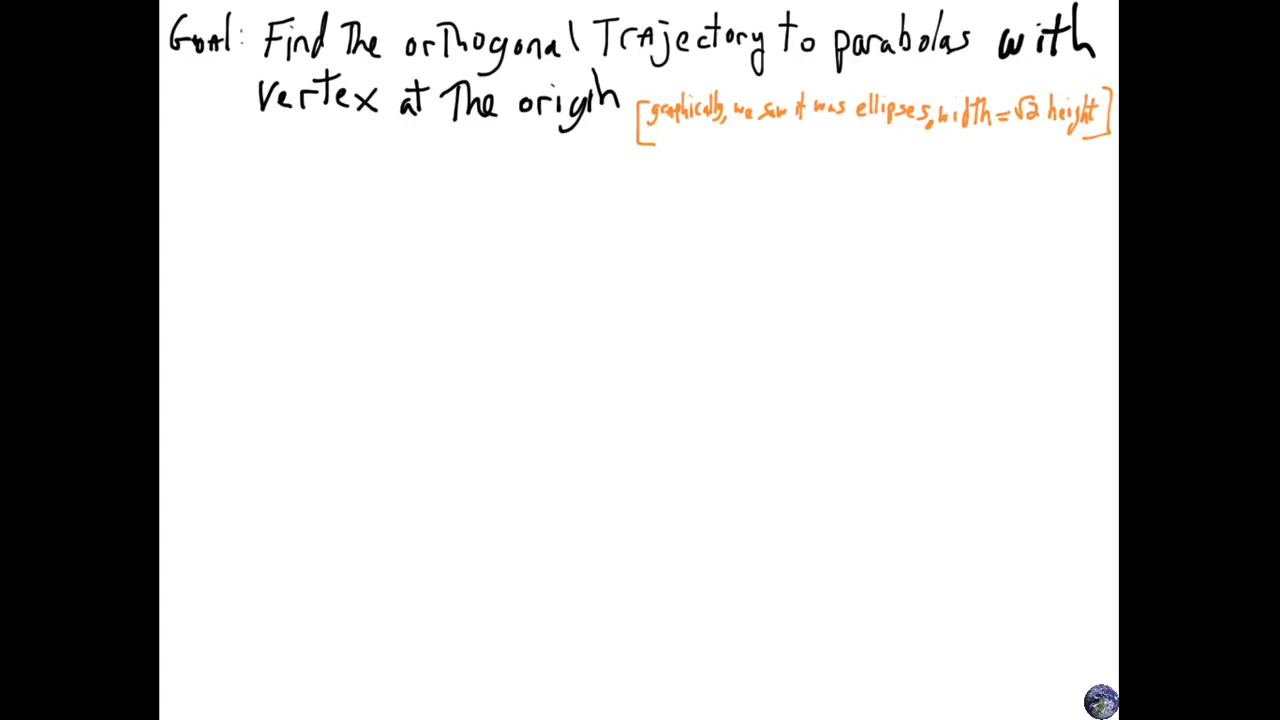 Goal: Find The orthogonal Trajectory to parabolas with
vertex at The origin [graphically, we saw it was ellipses, width = √2 height]